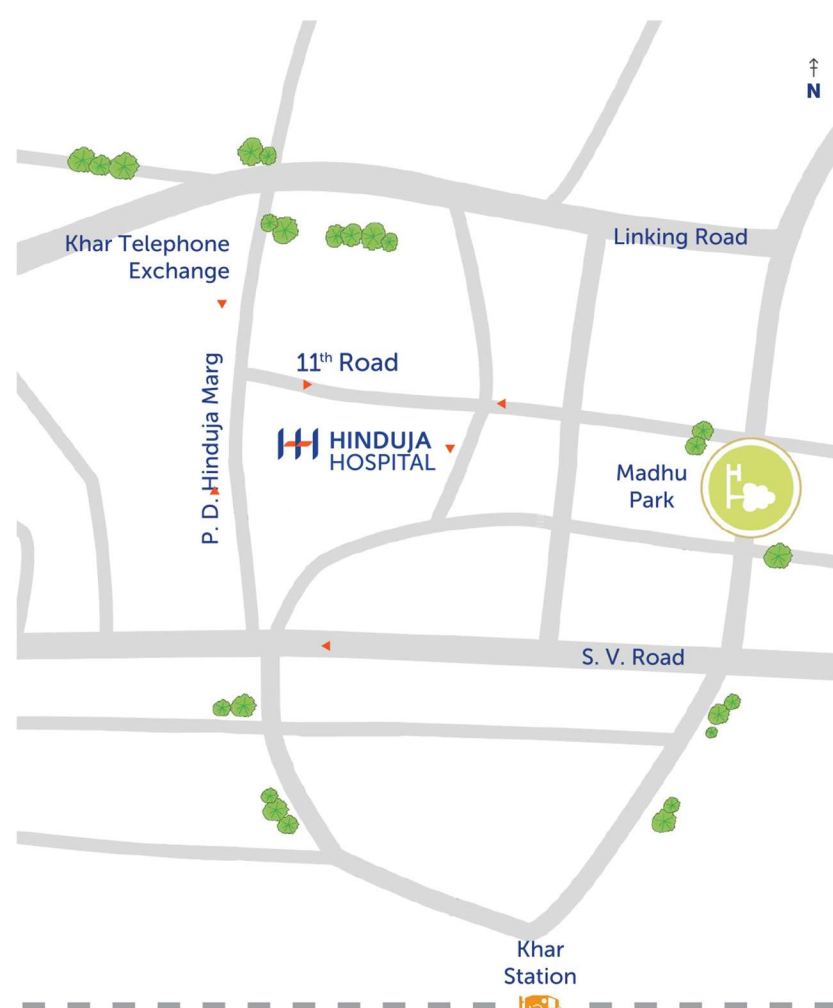 N
Linking Road
Khar Telephone
Exchange
11th Road
P. D. Hinduja Marg
HINDUJA
HOSPITAL
Madhu
Park
H
S. V. Road
Khar
Station